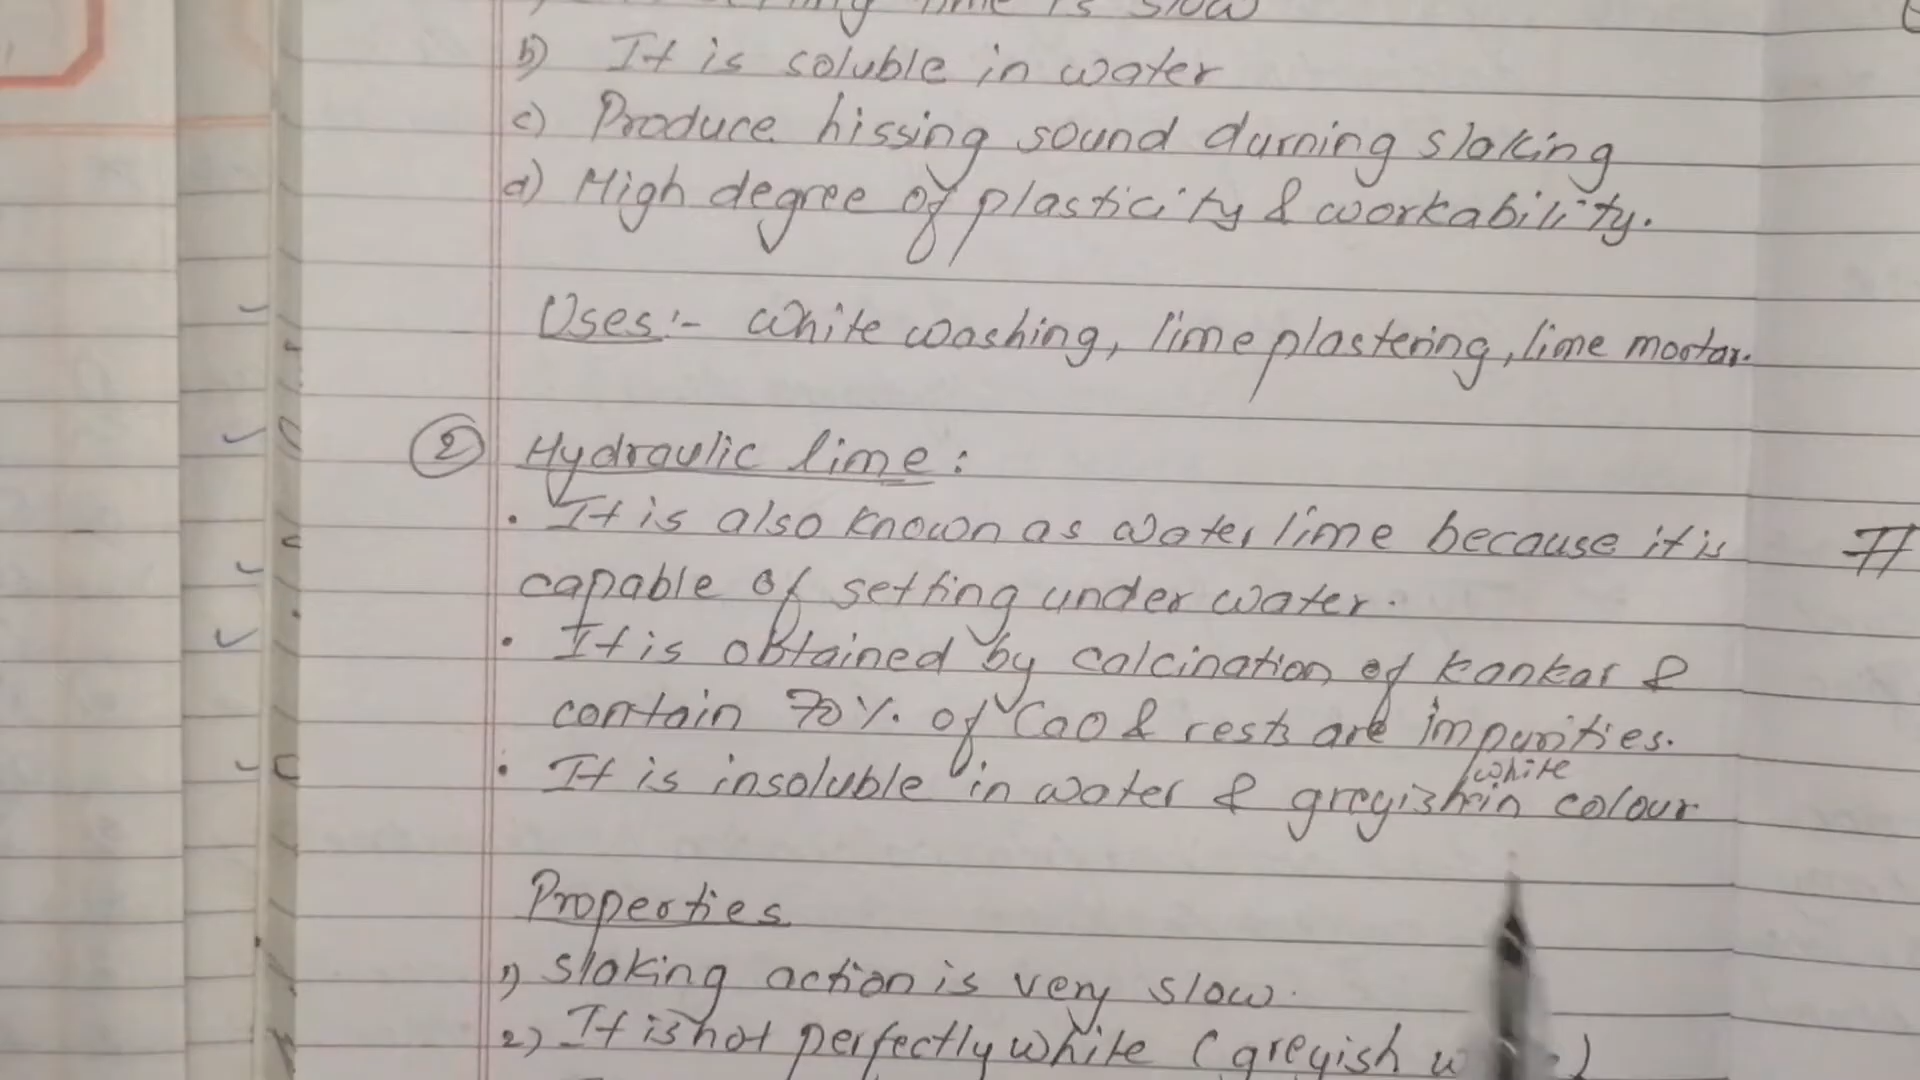 is slow
b) It is soluble in water
c) Produce hissing sound durning slaking
d) High degree of plasticity & workability.
Uses:- White washing, lime plastering, lime mortar.
② Hydraulic lime:
. It is also known as water lime because it is
capable of setting under water.
• It is obtained by calcination of kankar &
contain 70%. of CaO & rests are impurities.
white
• It is insoluble in water & greyish in colour
Properties
1) slaking action is very slow.
2) It is not perfectly white (greyish